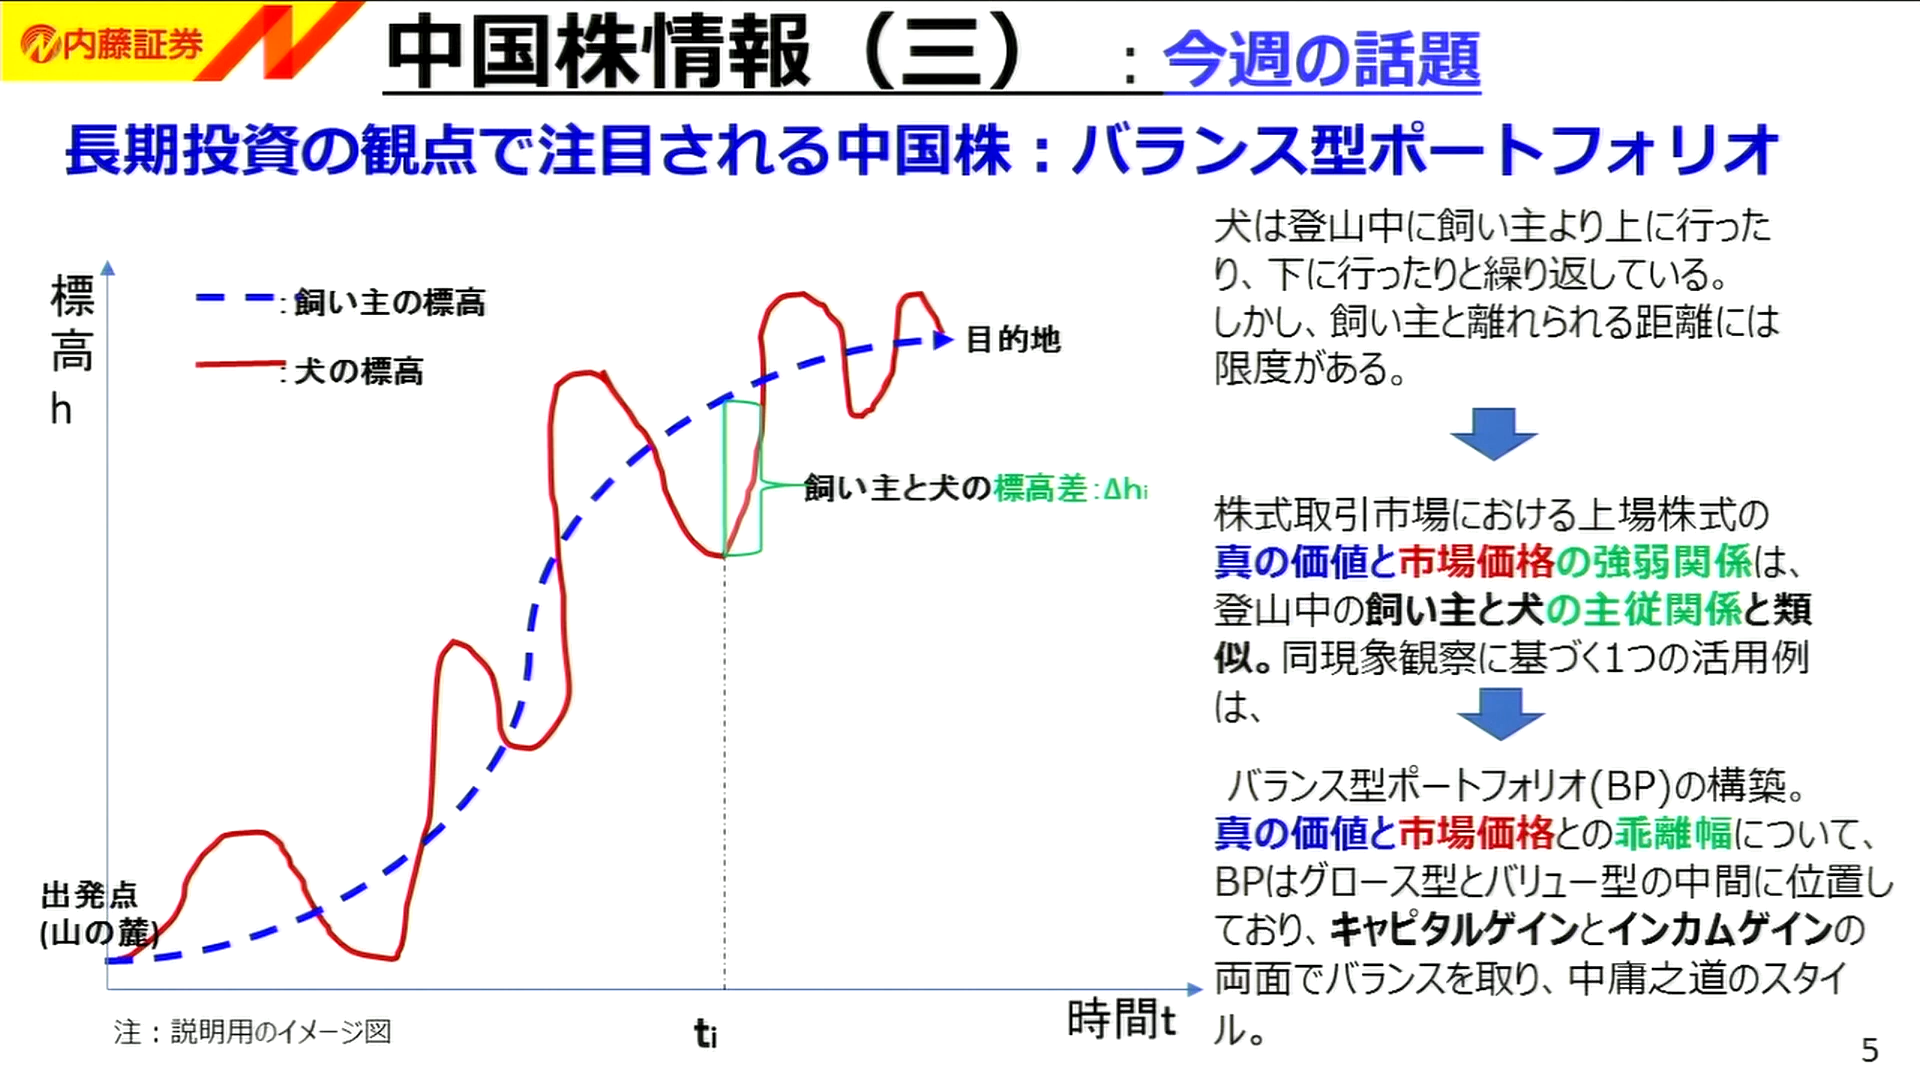 内藤証券
中国株情報（三）：今週の話題
長期投資の観点で注目される中国株：バランス型ポートフォリオ
標
高
h
：飼い主の標高
：犬の標高
目的地
飼い主と犬の標高差：Δhi
出発点
(山の麓)
ti
時間t
注：説明用のイメージ図
犬は登山中に飼い主より上に行った
り、下に行ったりと繰り返している。
しかし、飼い主と離れられる距離には
限度がある。
株式取引市場における上場株式の
真の価値と市場価格の強弱関係は、
登山中の飼い主と犬の主従関係と類
似。同現象観察に基づく1つの活用例
は、
バランス型ポートフォリオ(BP)の構築。
真の価値と市場価格との乖離幅について、
BPはグロース型とバリュー型の中間に位置し
ており、キャピタルゲインとインカムゲインの
両面でバランスを取り、中庸之道のスタイ
ル。
5